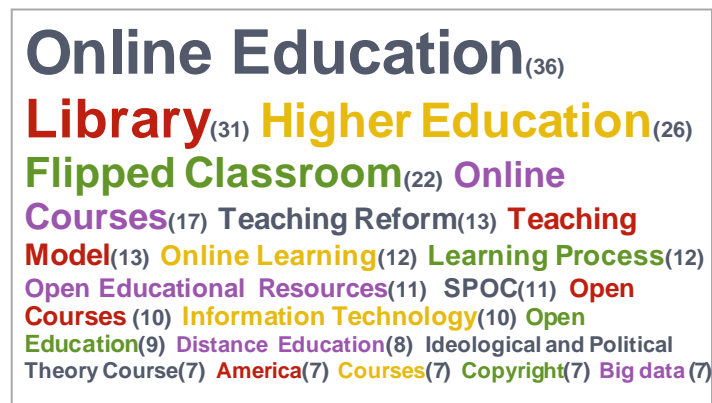 Online Education(36)
Library(31) Higher Education(26)
Flipped Classroom(22) Online
Courses(17) Teaching Reform(13) Teaching
Model(13) Online Learning(12) Learning Process(12)
Open Educational Resources(11) SPOC(11) Open
Courses (10) Information Technology(10) Open
Education(9) Distance Education(8) Ideological and Political
Theory Course(7) America(7) Courses(7) Copyright(7) Big data (7)